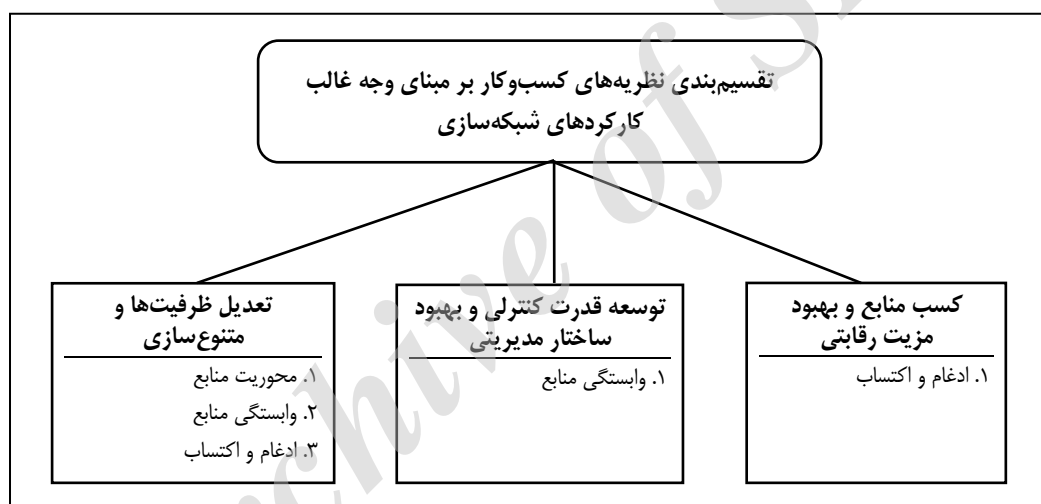 تقسیم‌بندی نظریه‌های کسب‌وکار بر مبنای وجه غالب
کارکردهای شبکه‌سازی
کسب منابع و بهبود
مزیت رقابتی
۱. ادغام و اکتساب
توسعه قدرت کنترلی و بهبود
ساختار مدیریتی
۱. وابستگی منابع
تعدیل ظرفیت‌ها و
متنوع‌سازی
۱. محوریت منابع
۲. وابستگی منابع
۳. ادغام و اکتساب
Archive of S